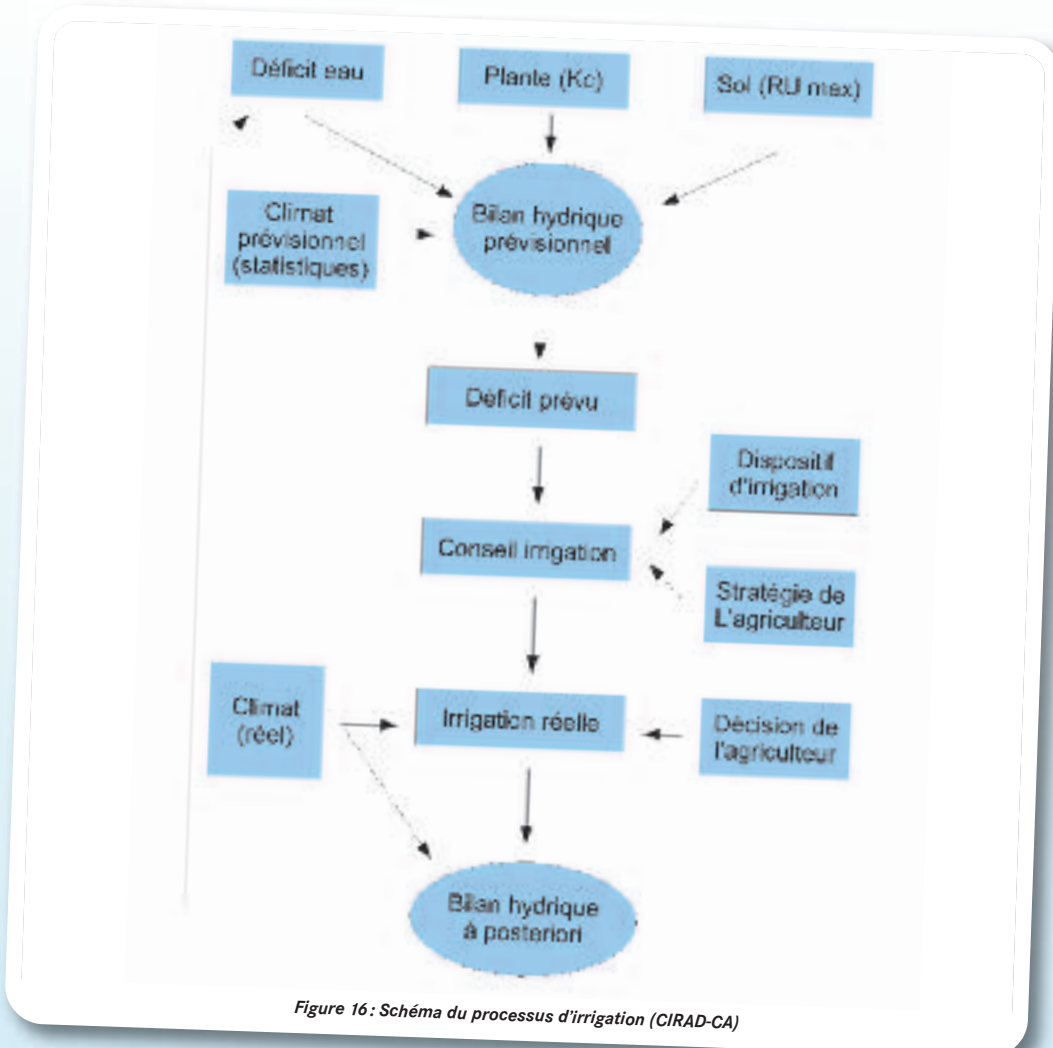 Déficit eau
Plante (Kc)
Sol (RU max)
Climat
prévisionnel
(statistiques)
Bilan hydrique
prévisionnel
Déficit prévu
Dispositif
d'irrigation
Conseil irrigation
Stratégie de
L'agriculteur
Climat
(réel)
Irrigation réelle
Décision de
l'agriculteur
Bilan hydrique
à posteriori
Figure 16 : Schéma du processus d'irrigation (CIRAD-CA)